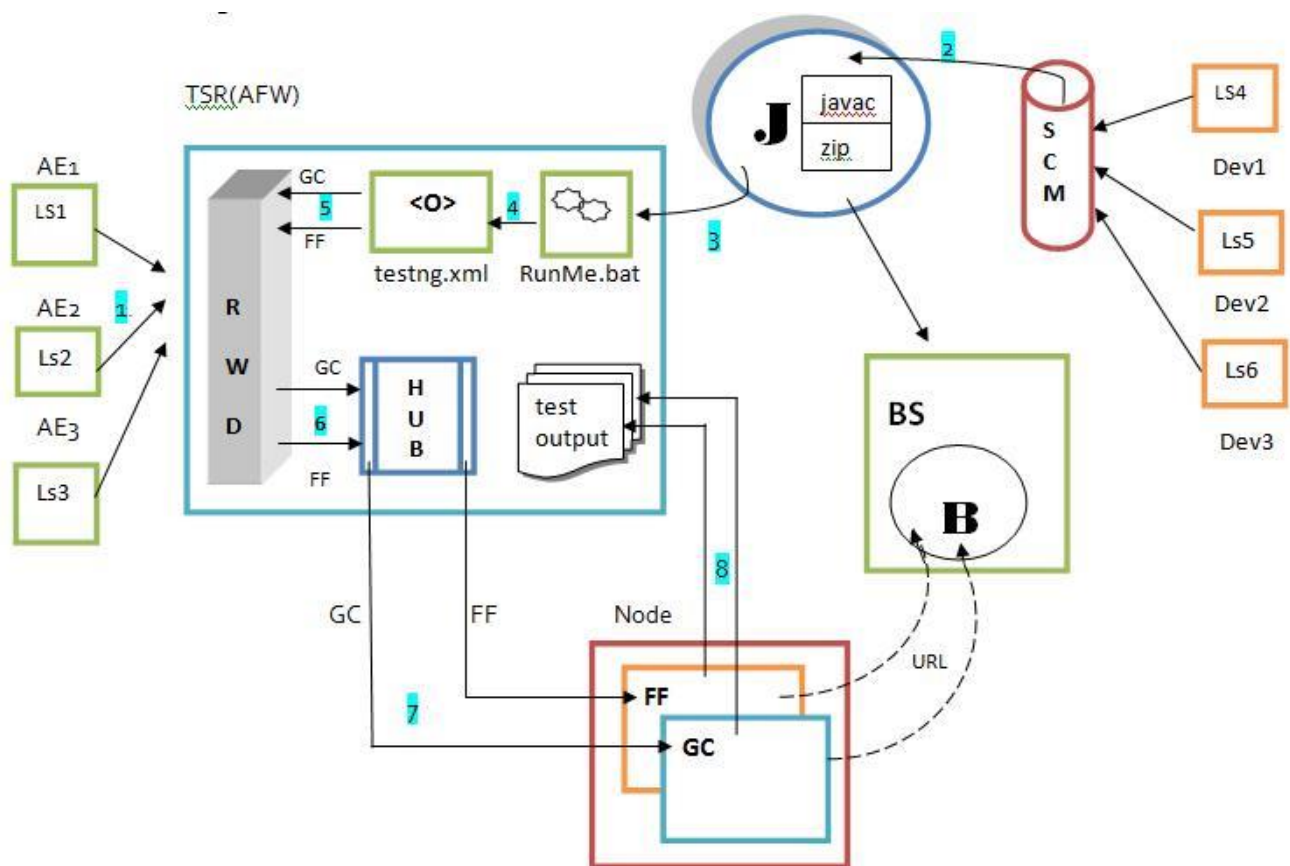 TSR(AFW)
AE1
LS1
AE2
Ls2
AE3
Ls3
1.
R
W
D
GC
5
FF
<O>
testng.xml
4
RunMe.bat
3
GC
6
FF
H
U
B
test
output
J
javac
zip
2
S
C
M
LS4
Dev1
Ls5
Dev2
Ls6
Dev3
BS
B
GC
FF
7
8
Node
FF
GC
URL